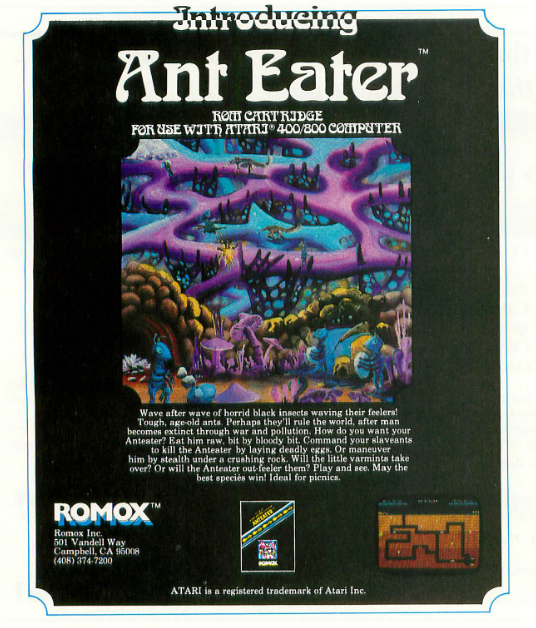 Introducing
Ant Eater™
ROM CARTRIDGE
FOR USE WITH ATARI® 400/800 COMPUTER
Wave after wave of horrid black insects waving their feelers!
Tough, age-old ants. Perhaps they'll rule the world, after man
becomes extinct through war and pollution. How do you want your
Anteater? Eat him raw, bit by bloody bit. Command your slaveants
to kill the Anteater by laying deadly eggs. Or maneuver
him by stealth under a crushing rock. Will the little varmints take
over? Or will the Anteater out-feeler them? Play and see. May the
best species win! Ideal for picnics.
ROMOX™
Romox Inc.
501 Vandell Way
Campbell, CA 95008
(408) 374-7200
ANTEATER
ROMOX
ATARI is a registered trademark of Atari Inc.